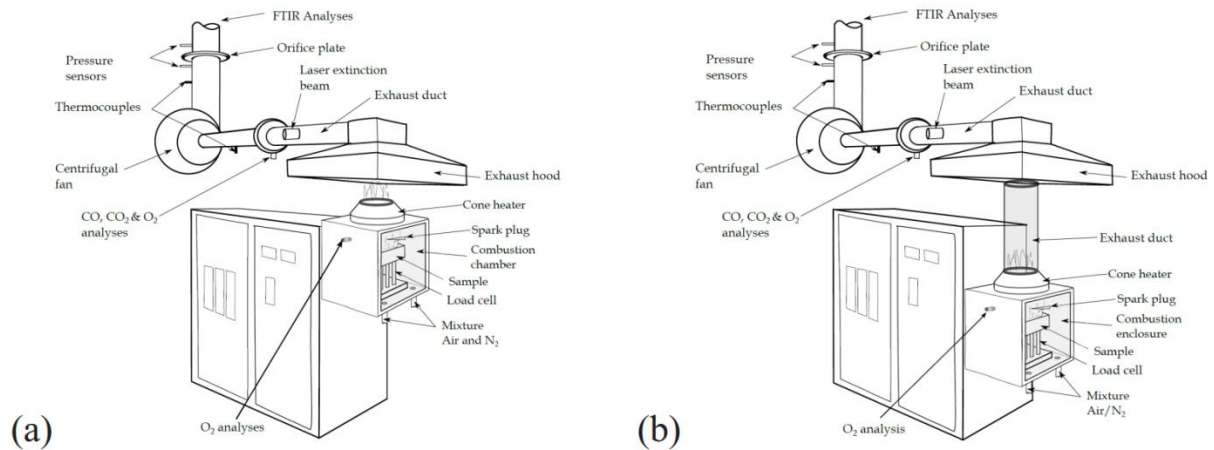 FTIR Analyses
Orifice plate
Pressure
sensors
Laser extinction
beam
Exhaust duct
Thermocouples
Centrifugal
fan
Exhaust hood
CO, CO₂ & O₂
analyses
Cone heater
Spark plug
Combustion
chamber
Sample
Load cell
Mixture
Air and N₂
O₂ analyses
(a)
FTIR Analyses
Orifice plate
Pressure
sensors
Laser extinction
beam
Exhaust duct
Thermocouples
Centrifugal
fan
Exhaust hood
CO, CO₂ & O₂
analyses
Exhaust duct
Cone heater
Spark plug
Combustion
enclosure
Sample
Load cell
Mixture
Air/N₂
O₂ analysis
(b)